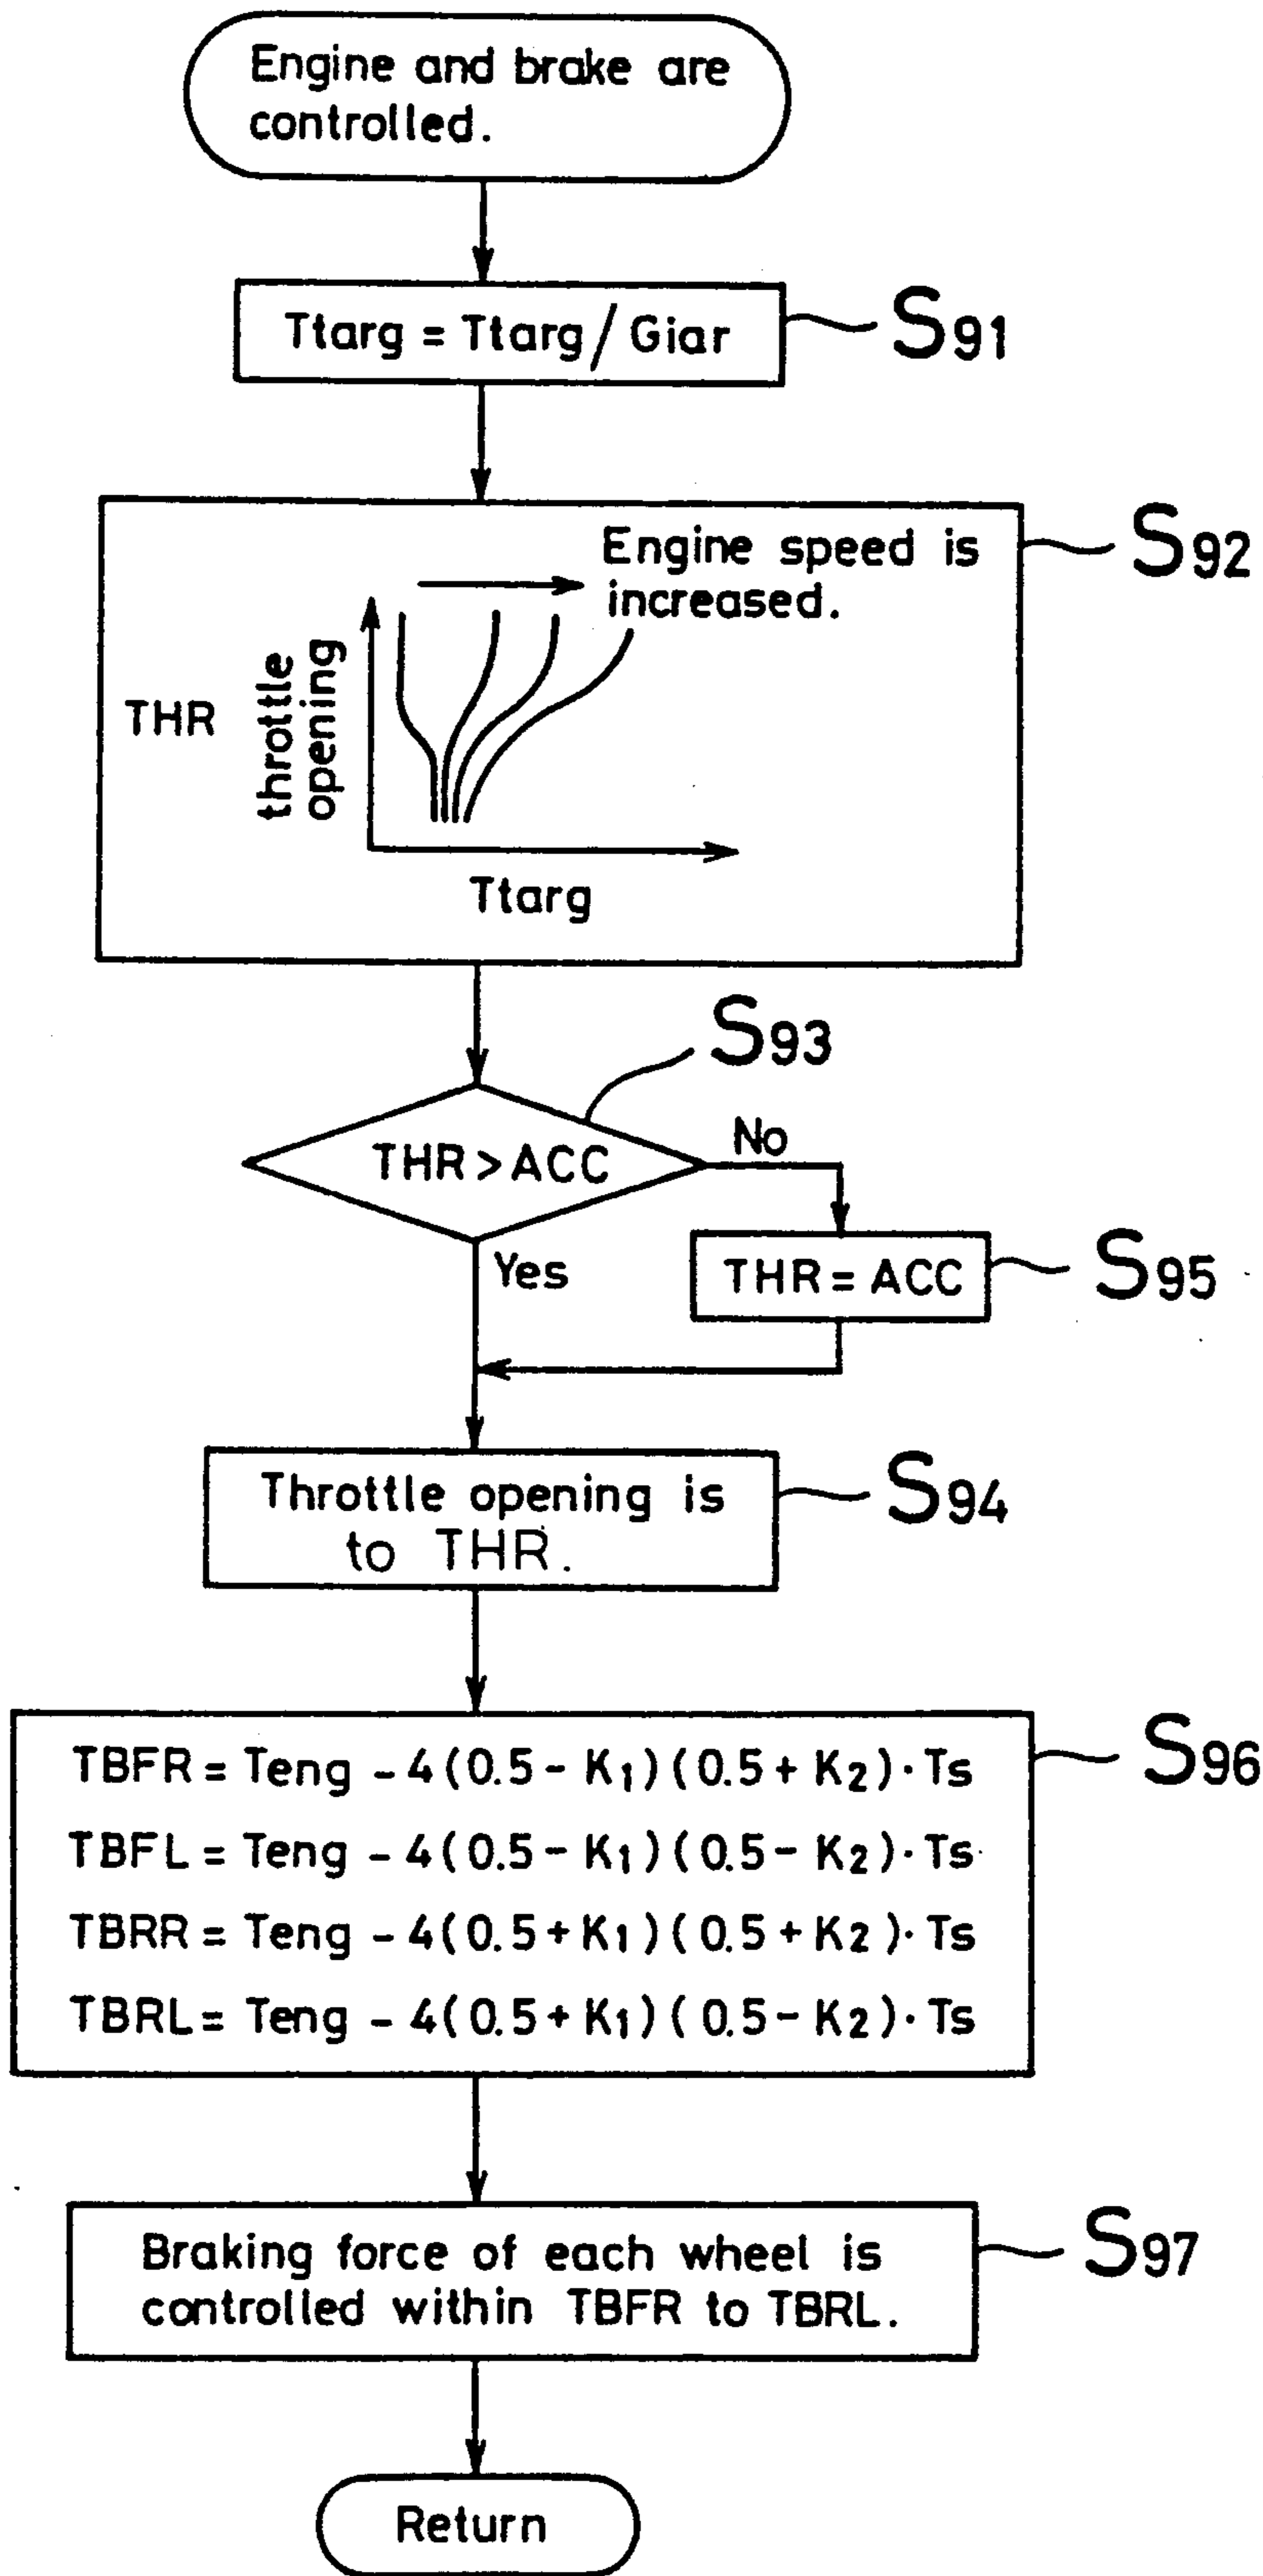 Engine and brake are
controlled.
Ttarg = Ttarg / Giar
S91
S92
Engine speed is
increased.
THR
throttle
opening
Ttarg
S93
THR > ACC
No
Yes
THR = ACC
S95
Throttle opening is
to THR.
S94
S96
TBFR = Teng - 4(0.5 - K1)(0.5 + K2)·Ts
TBFL = Teng - 4(0.5 - K1)(0.5 - K2)·Ts
TBRR = Teng - 4(0.5 + K1)(0.5 + K2)·Ts
TBRL = Teng - 4(0.5 + K1)(0.5 - K2)·Ts
S97
Braking force of each wheel is
controlled within TBFR to TBRL.
Return